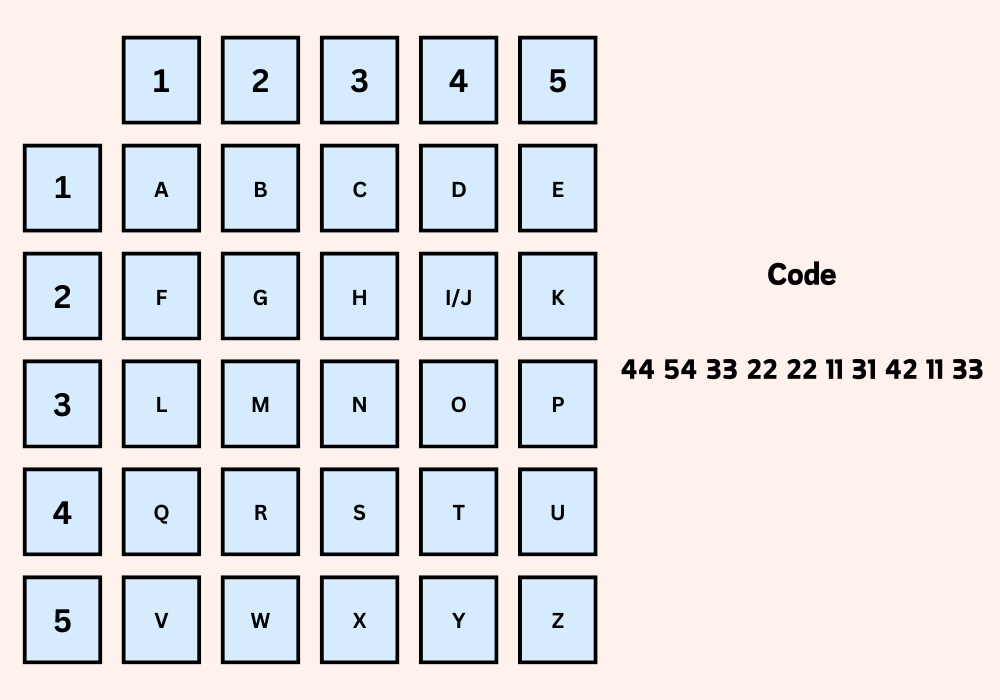 1 2 3 4 5
1 A B C D E
2 F G H I/J K
Code
3 L M N O P
44 54 33 22 22 11 31 42 11 33
4 Q R S T U
5 V W X Y Z